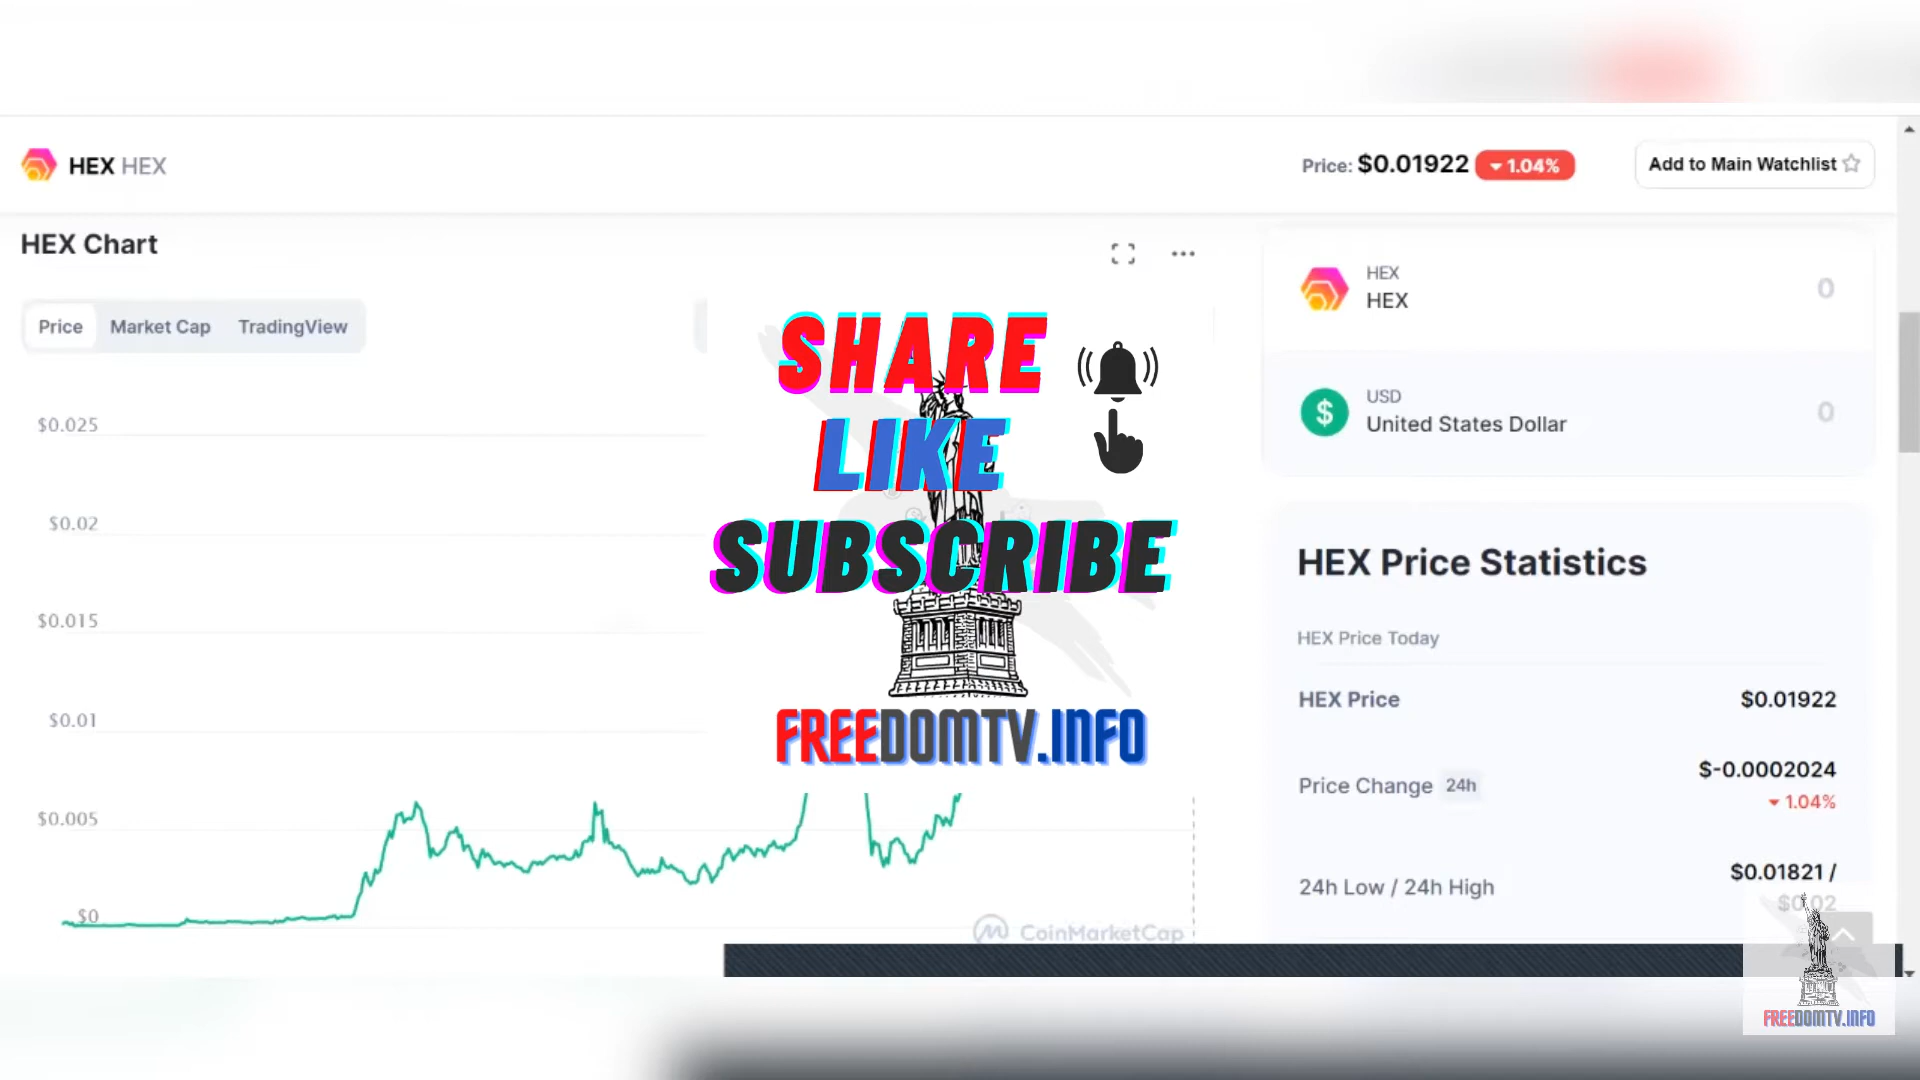 HEX HEX
Price: $0.01922 1.04%
Add to Main Watchlist
HEX Chart
Price Market Cap TradingView
$0.025
$0.02
$0.015
$0.01
$0.005
$0
CoinMarketCap
SHARE
LIKE
SUBSCRIBE
FREEDOMTV.INFO
HEX
HEX
0
USD
United States Dollar
0
HEX Price Statistics
HEX Price Today
HEX Price $0.01922
Price Change 24h $-0.0002024
1.04%
24h Low / 24h High $0.01821 /
$0.02
FREEDOMTV.INFO